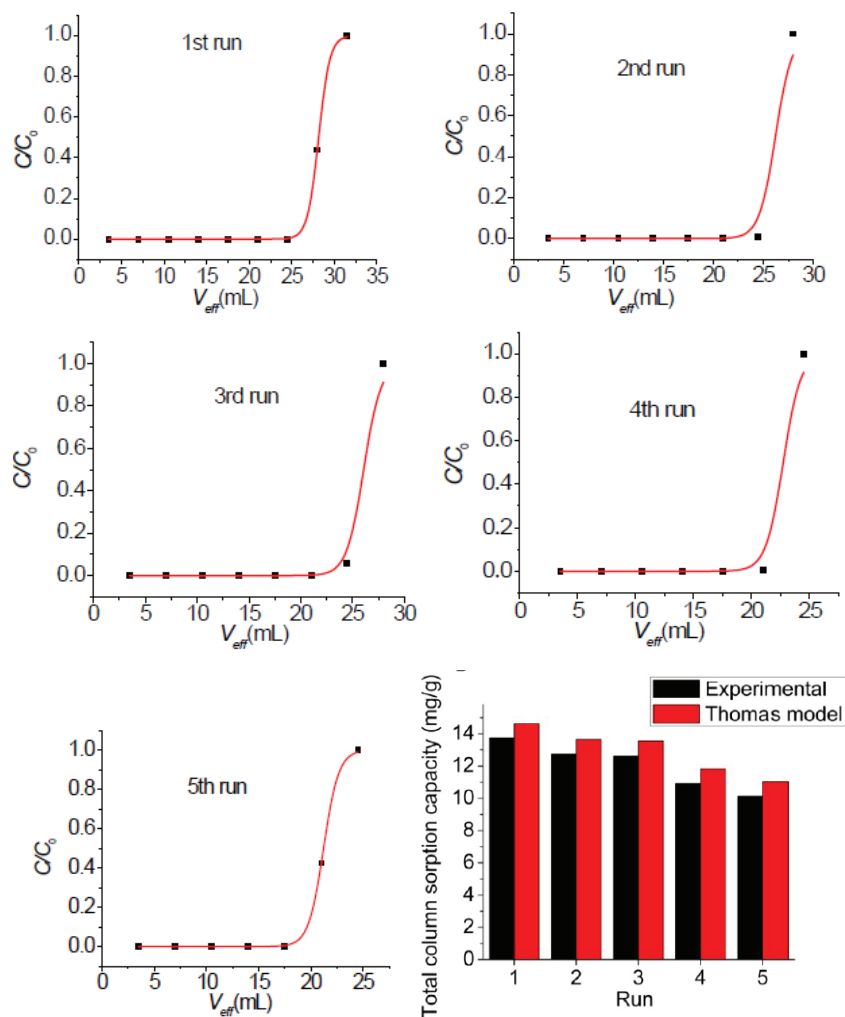 1st run
C/C₀
1.0
0.8
0.6
0.4
0.2
0.0
0 5 10 15 20 25 30 35
V_eff(mL)
2nd run
C/C₀
1.0
0.8
0.6
0.4
0.2
0.0
0 5 10 15 20 25 30
V_eff(mL)
3rd run
C/C₀
1.0
0.8
0.6
0.4
0.2
0.0
0 5 10 15 20 25 30
V_eff(mL)
4th run
C/C₀
1.0
0.8
0.6
0.4
0.2
0.0
0 5 10 15 20 25
V_eff(mL)
5th run
C/C₀
1.0
0.8
0.6
0.4
0.2
0.0
0 5 10 15 20 25
V_eff(mL)
Experimental
Thomas model
Total column sorption capacity (mg/g)
14
12
10
8
6
4
2
0
1 2 3 4 5
Run